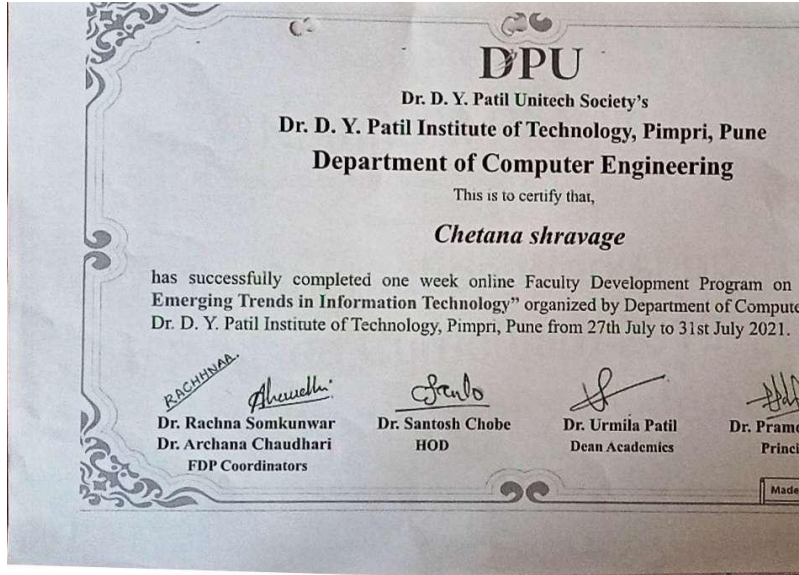 DPU
Dr. D. Y. Patil Unitech Society's
Dr. D. Y. Patil Institute of Technology, Pimpri, Pune
Department of Computer Engineering
This is to certify that,
Chetana shravage
has successfully completed one week online Faculty Development Program on
Emerging Trends in Information Technology” organized by Department of Compute
Dr. D. Y. Patil Institute of Technology, Pimpri, Pune from 27th July to 31st July 2021.
RACHHNAA.
Dr. Rachna Somkunwar Dr. Santosh Chobe Dr. Urmila Patil Dr. Pramo
Dr. Archana Chaudhari HOD Dean Academics Princi
FDP Coordinators
Made